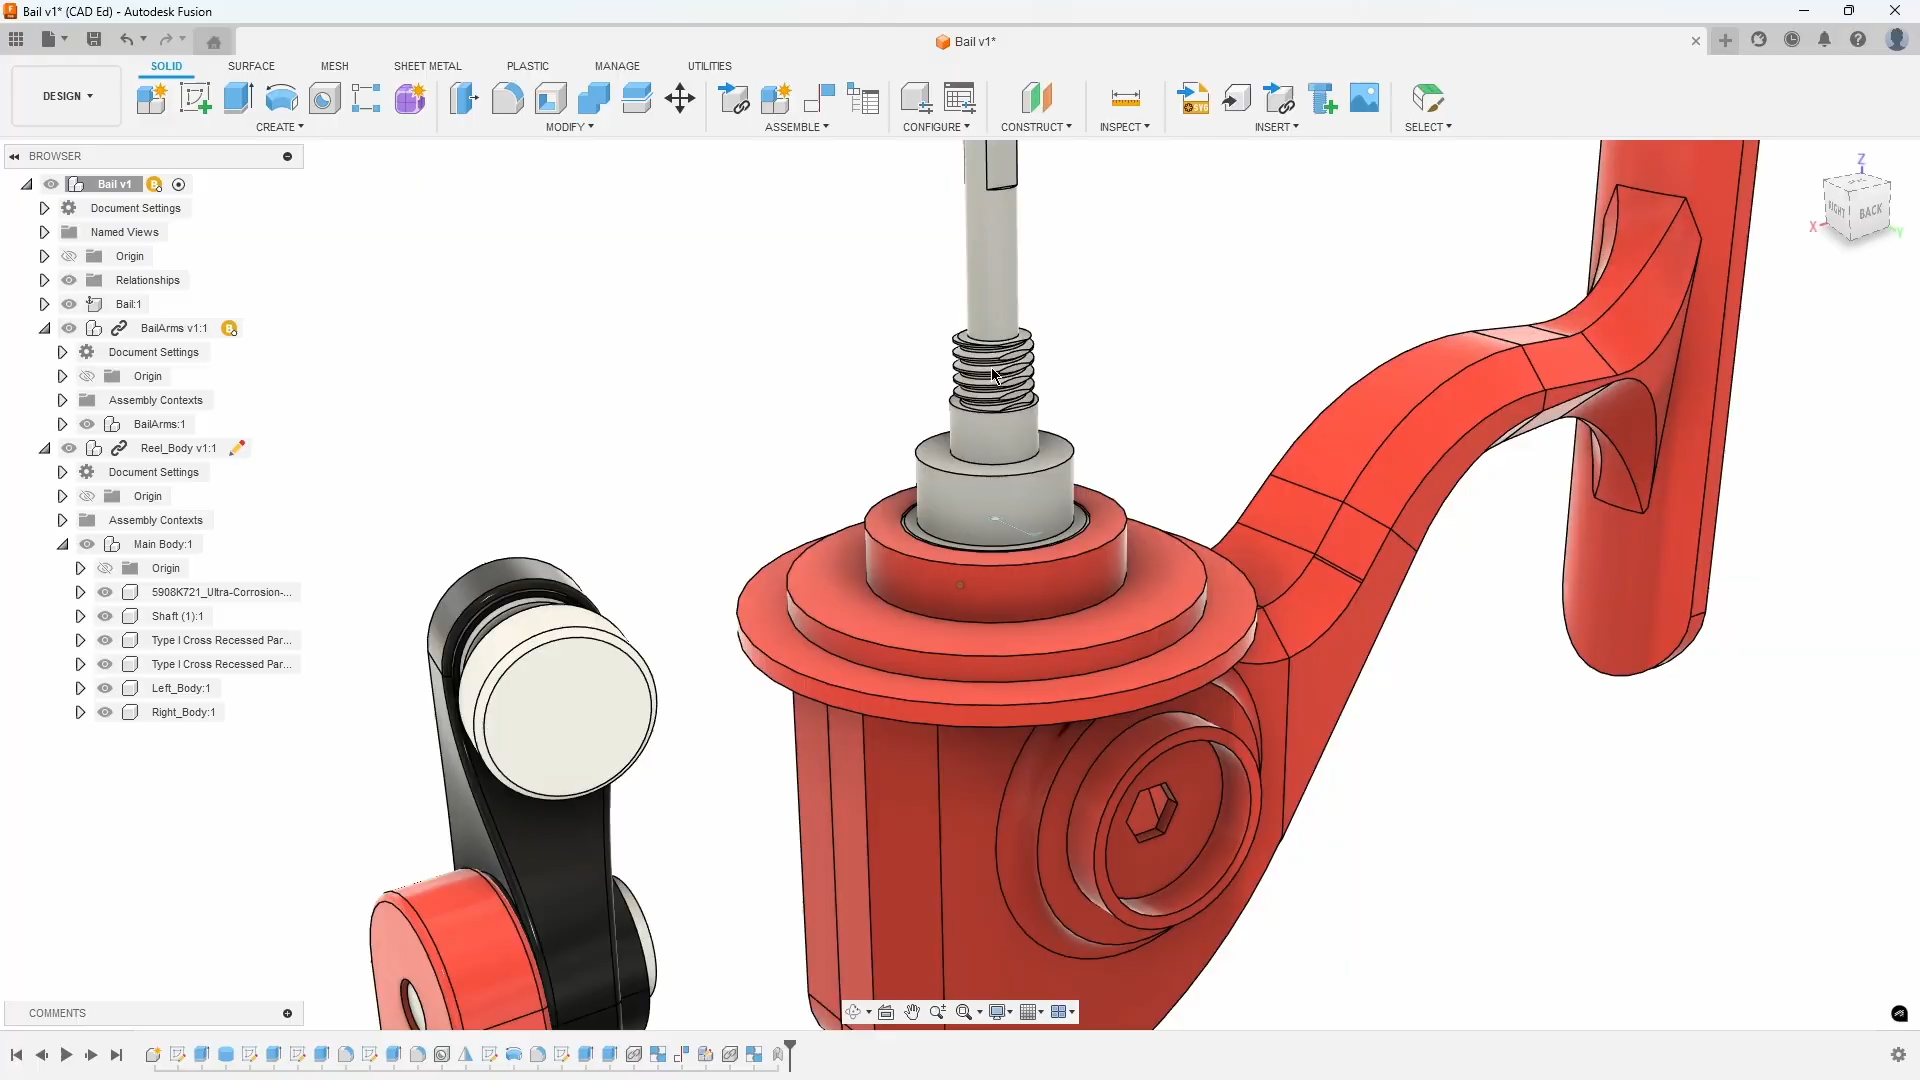 Bail v1* (CAD Ed) - Autodesk Fusion
Bail v1*
SOLID SURFACE MESH SHEET METAL PLASTIC MANAGE UTILITIES
DESIGN
CREATE MODIFY ASSEMBLE CONFIGURE CONSTRUCT INSPECT INSERT SELECT
SVG
BROWSER
Bail v1
Document Settings
Named Views
Origin
Relationships
Bail:1
BailArms v1:1
Document Settings
Origin
Assembly Contexts
BailArms:1
Reel_Body v1:1
Document Settings
Origin
Assembly Contexts
Main Body:1
Origin
5908K721_Ultra-Corrosion-...
Shaft (1):1
Type I Cross Recessed Par...
Type I Cross Recessed Par...
Left_Body:1
Right_Body:1
Z
RIGHT BACK
X Y
COMMENTS